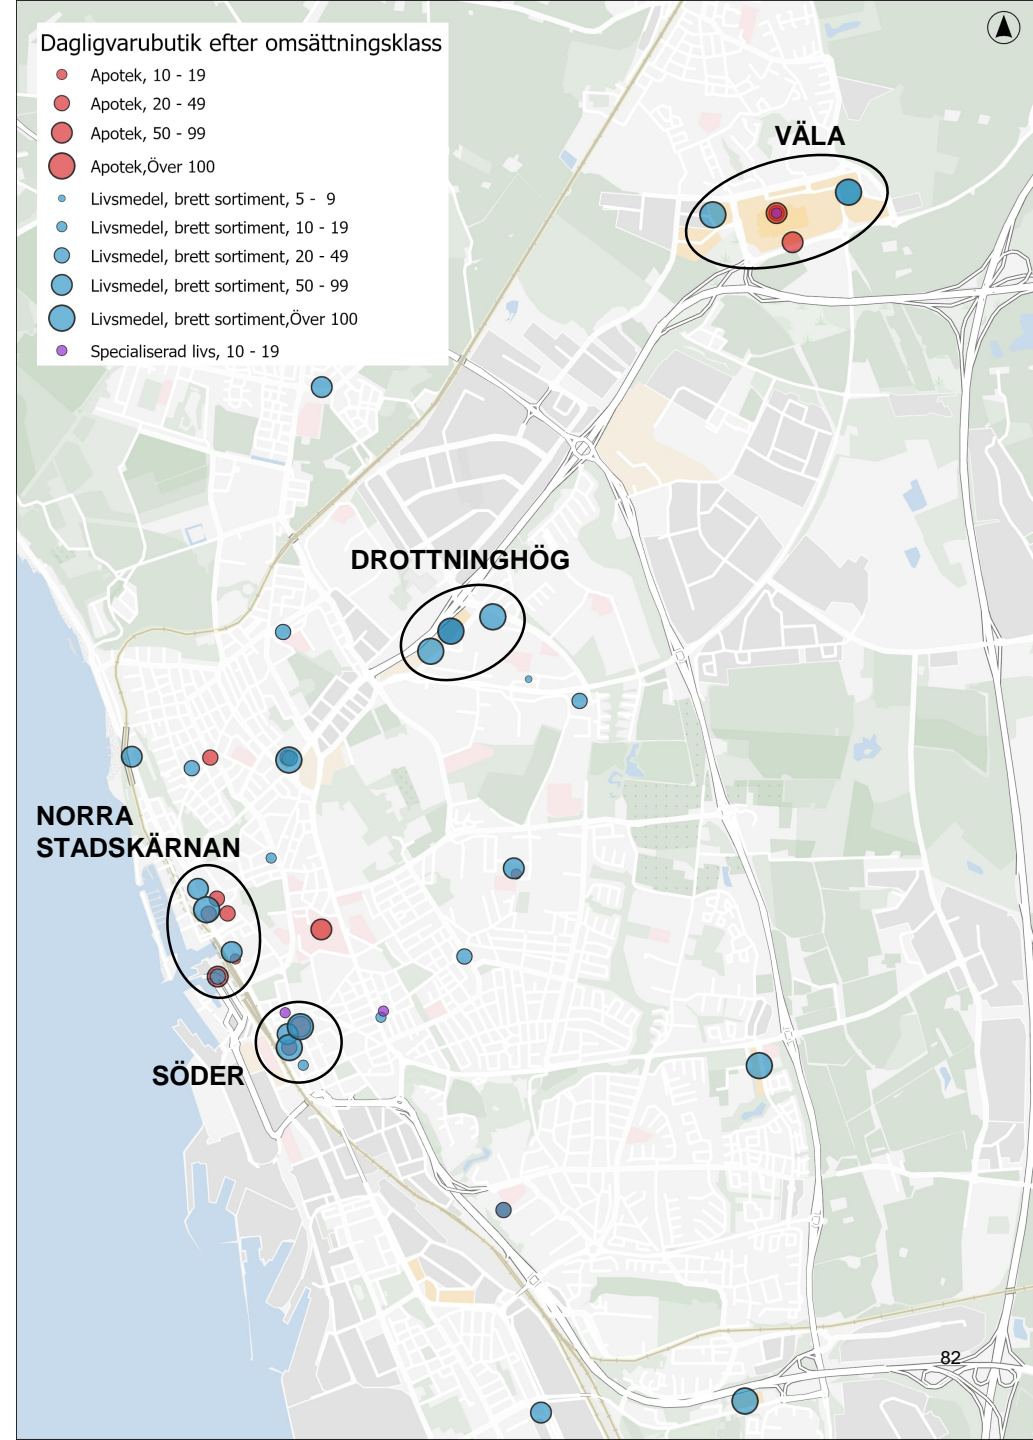 Dagligvarubutik efter omsättningsklass
Apotek, 10 - 19
Apotek, 20 - 49
Apotek, 50 - 99
Apotek,Över 100
Livsmedel, brett sortiment, 5 - 9
Livsmedel, brett sortiment, 10 - 19
Livsmedel, brett sortiment, 20 - 49
Livsmedel, brett sortiment, 50 - 99
Livsmedel, brett sortiment,Över 100
Specialiserad livs, 10 - 19
VÄLA
DROTTNINGHÖG
NORRA
STADSKÄRNAN
SÖDER
82